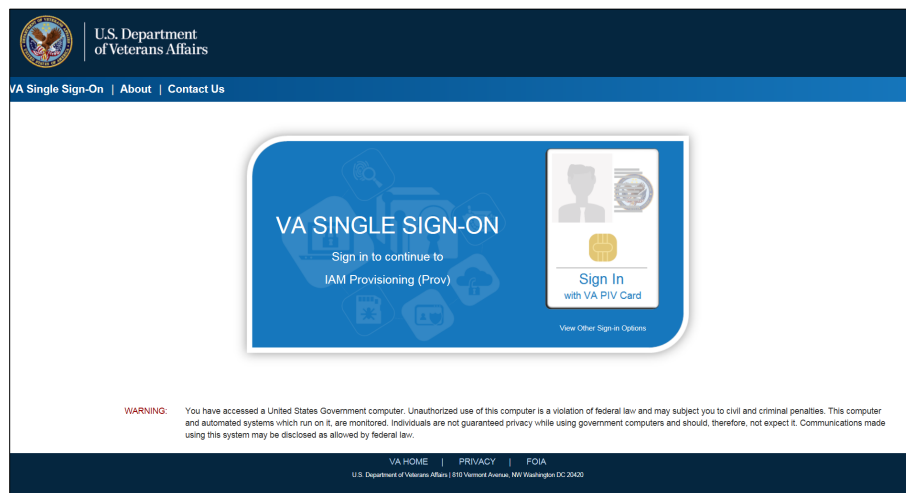 U.S. Department
of Veterans Affairs
VA Single Sign-On | About | Contact Us
VA SINGLE SIGN-ON
Sign in to continue to
IAM Provisioning (Prov)
Sign In
with VA PIV Card
View Other Sign-in Options
WARNING: You have accessed a United States Government computer. Unauthorized use of this computer is a violation of federal law and may subject you to civil and criminal penalties. This computer
and automated systems which run on it, are monitored. Individuals are not guaranteed privacy while using government computers and should, therefore, not expect it. Communications made
using this system may be disclosed as allowed by federal law.
VA HOME | PRIVACY | FOIA
U.S. Department of Veterans Affairs | 810 Vermont Avenue, NW Washington DC 20420